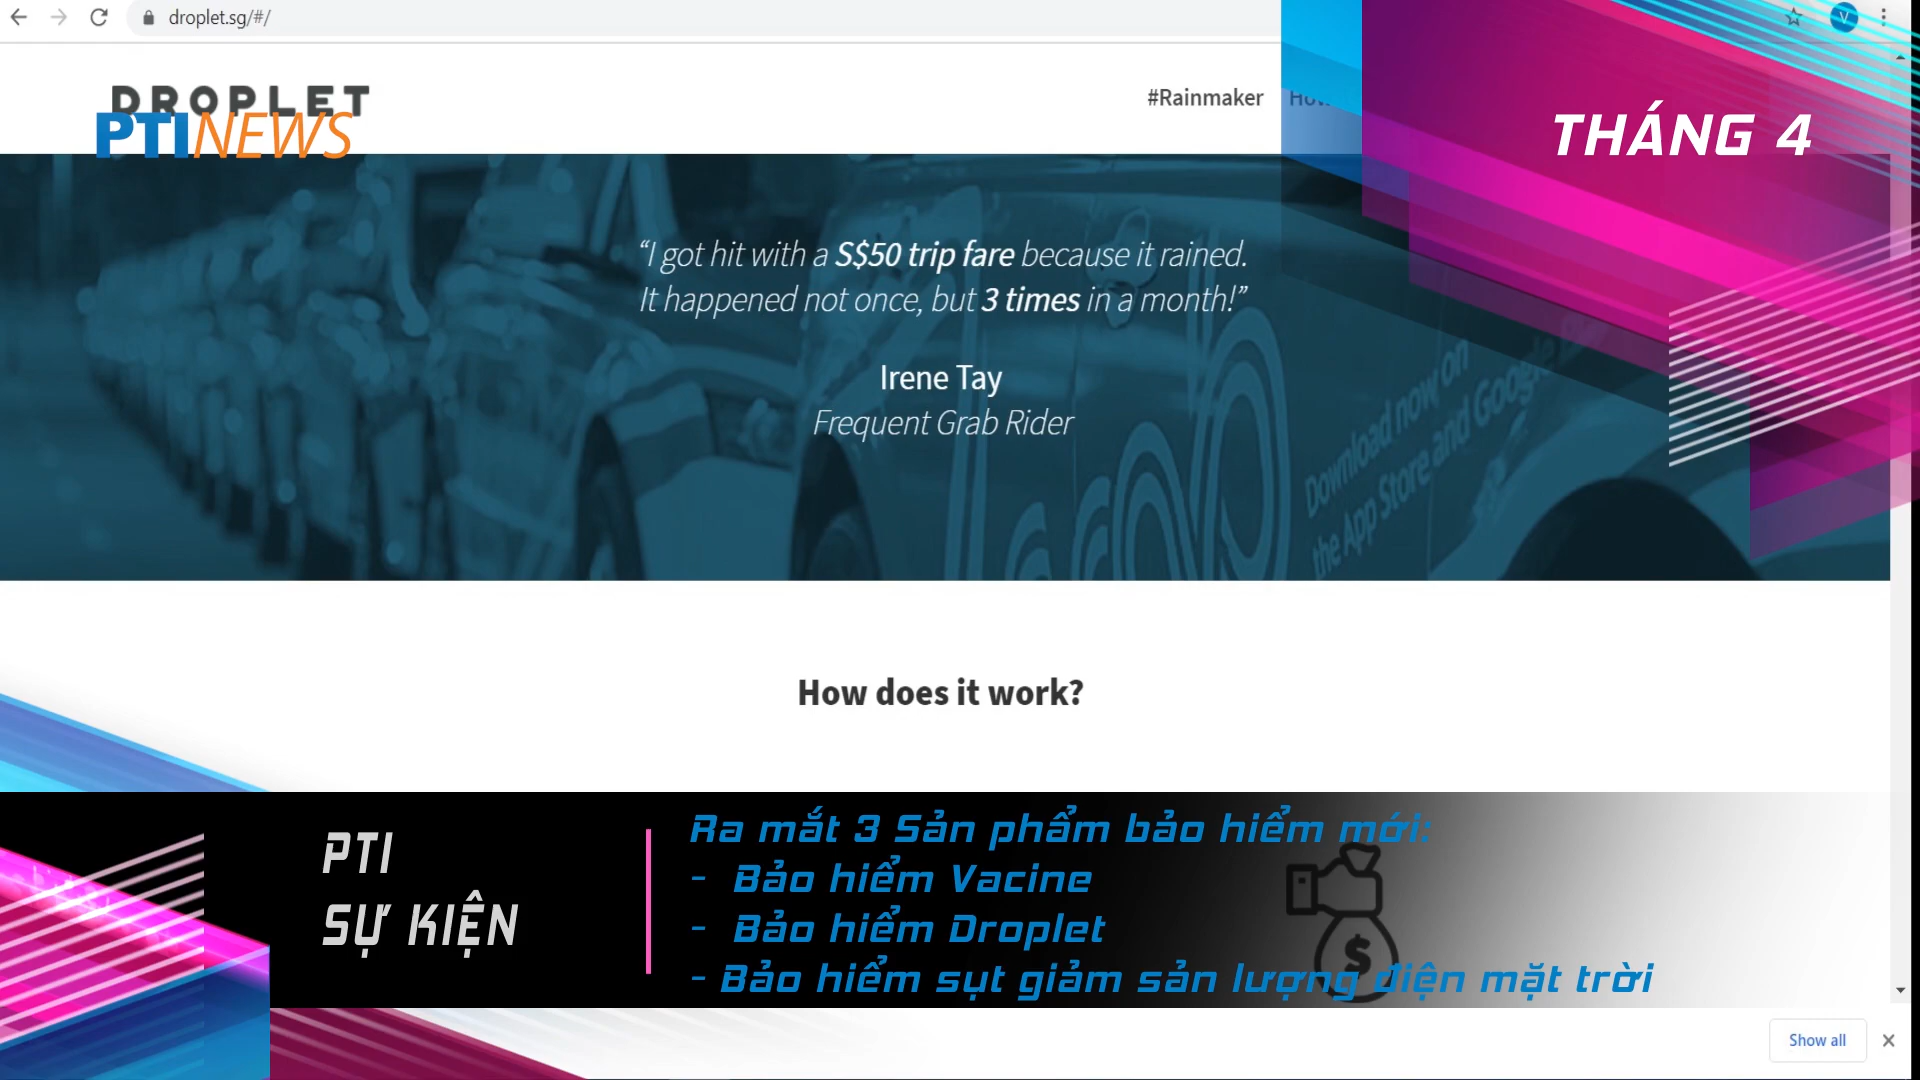 droplet.sg/#/
DROPLET
PTINEWS
#Rainmaker How
THÁNG 4
“I got hit with a S$50 trip fare because it rained.
It happened not once, but 3 times in a month!”
Irene Tay
Frequent Grab Rider
Download now on
the App Store and Google Play
How does it work?
PTI
SỰ KIỆN
Ra mắt 3 Sản phẩm bảo hiểm mới:
- Bảo hiểm Vacine
- Bảo hiểm Droplet
- Bảo hiểm sụt giảm sản lượng điện mặt trời
$
Show all
V